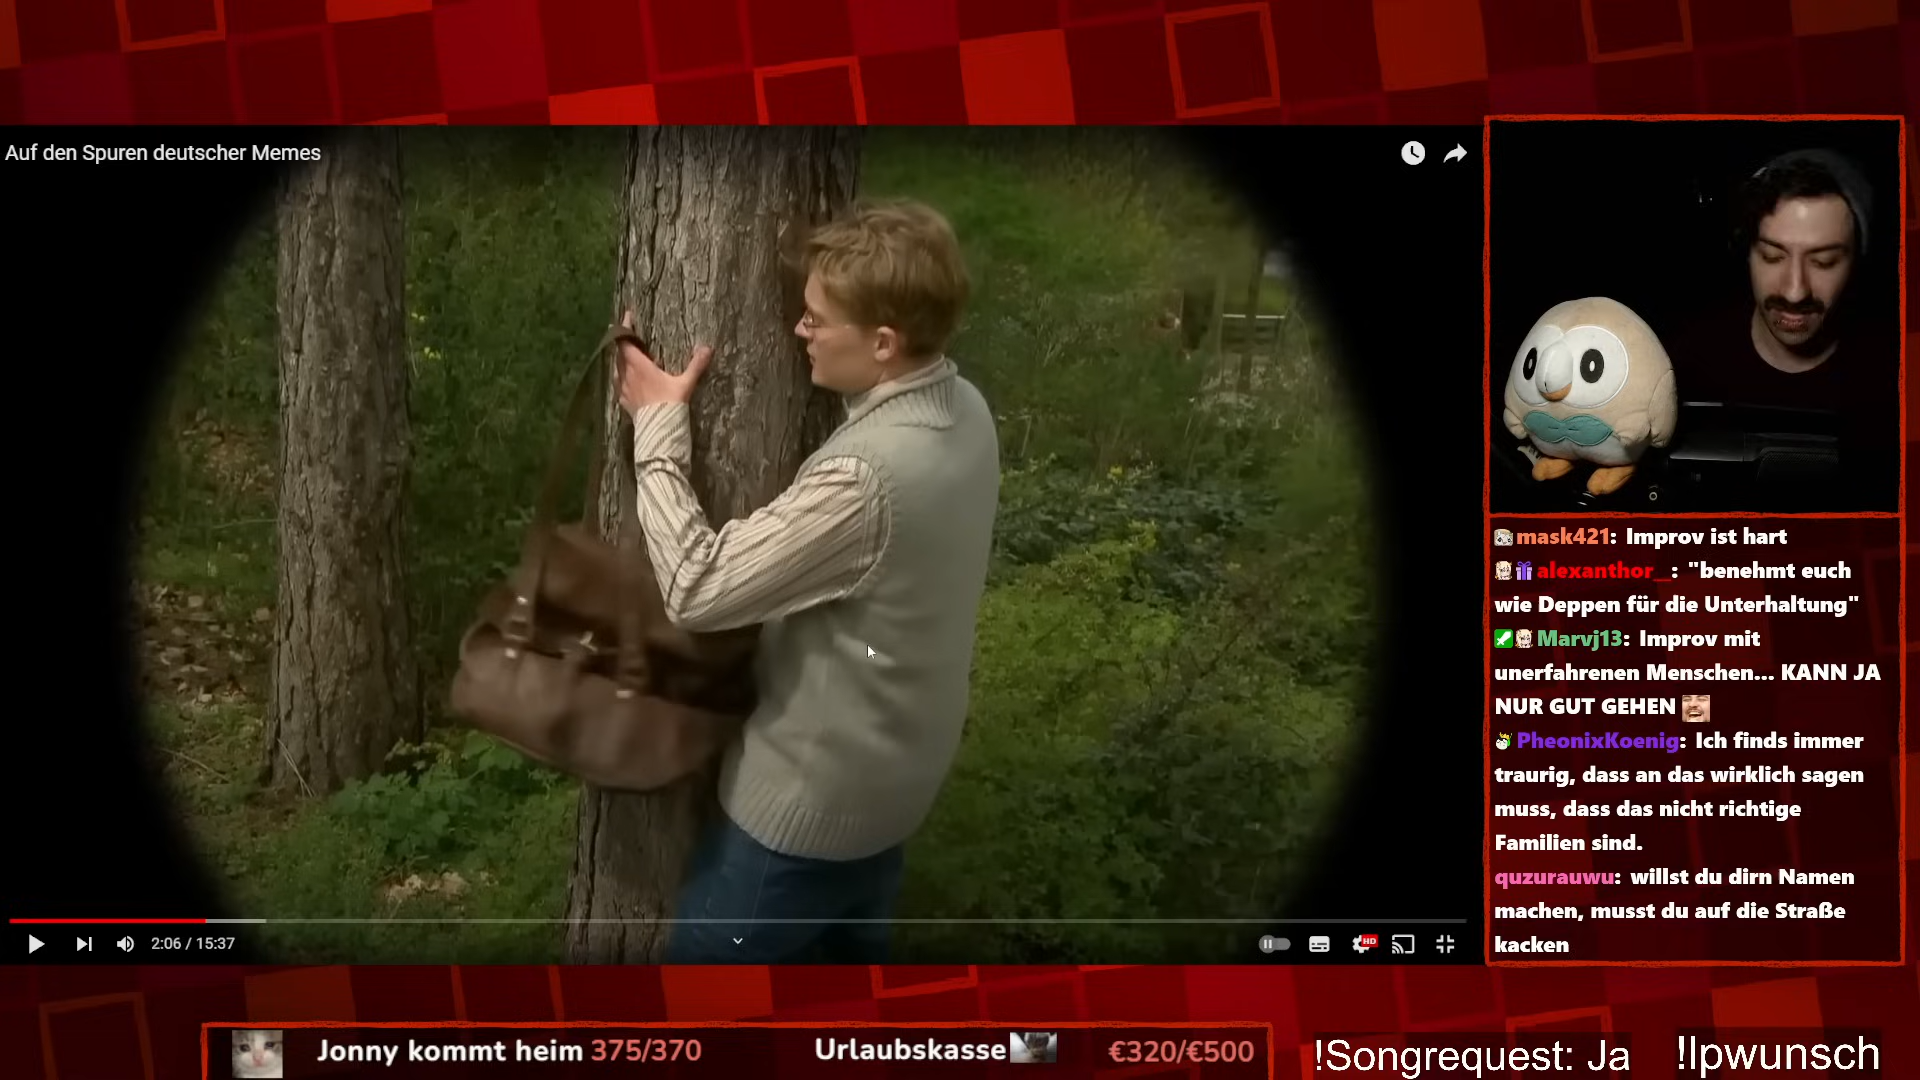 Auf den Spuren deutscher Memes
mask421: Improv ist hart
alexanthor__: "benehmt euch
wie Deppen für die Unterhaltung"
Marvj13: Improv mit
unerfahrenen Menschen... KANN JA
NUR GUT GEHEN
PheonixKoenig: Ich finds immer
traurig, dass an das wirklich sagen
muss, dass das nicht richtige
Familien sind.
quzurauwu: willst du dirn Namen
machen, musst du auf die Straße
kacken
2:06 / 15:37
HD
Jonny kommt heim 375/370
Urlaubskasse €320/€500
!Songrequest: Ja
!lpwunsch